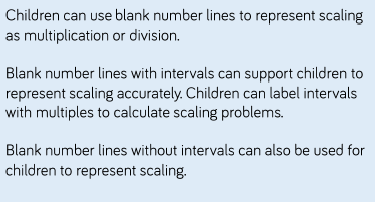 Children can use blank number lines to represent scaling
as multiplication or division.
Blank number lines with intervals can support children to
represent scaling accurately. Children can label intervals
with multiples to calculate scaling problems.
Blank number lines without intervals can also be used for
children to represent scaling.